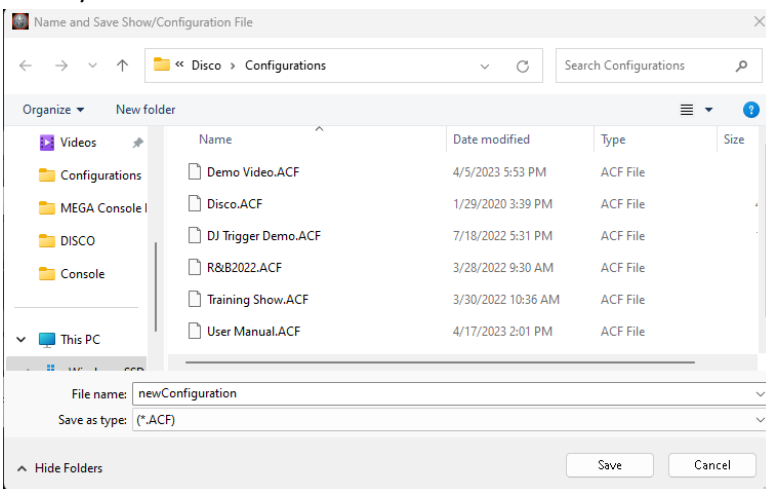 Name and Save Show/Configuration File
« Disco › Configurations
Search Configurations
Organize
New folder
Name
Date modified
Type
Size
Videos
Configurations
MEGA Console
DISCO
Console
This PC
Demo Video.ACF 4/5/2023 5:53 PM ACF File
Disco.ACF 1/29/2020 3:39 PM ACF File
DJ Trigger Demo.ACF 7/18/2022 5:31 PM ACF File
R&B2022.ACF 3/28/2022 9:30 AM ACF File
Training Show.ACF 3/30/2022 10:36 AM ACF File
User Manual.ACF 4/17/2023 2:01 PM ACF File
File name: newConfiguration
Save as type: (*.ACF)
Hide Folders
Save
Cancel